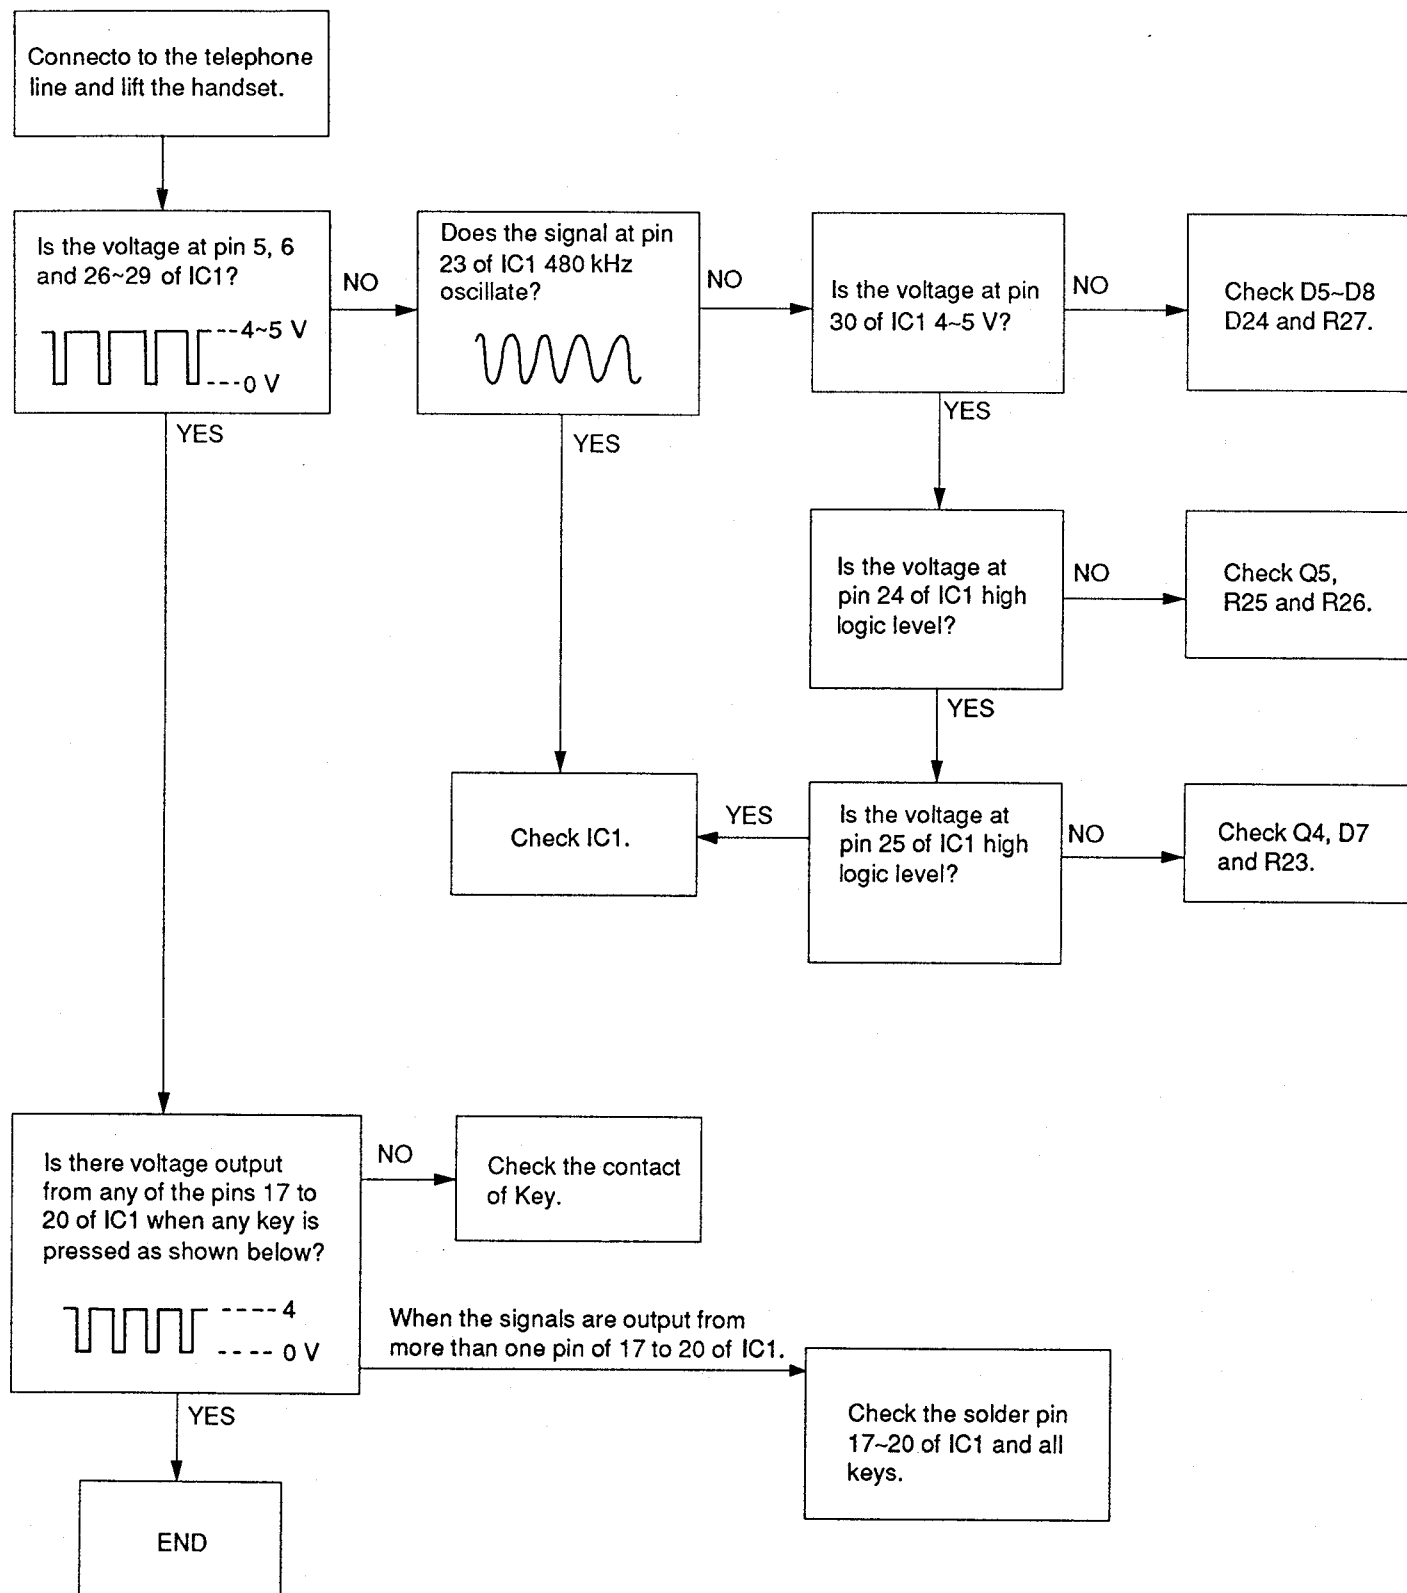 Connecto to the telephone
line and lift the handset.
Is the voltage at pin 5, 6
and 26~29 of IC1?
---4~5 V
---0 V
NO
YES
Does the signal at pin
23 of IC1 480 kHz
oscillate?
NO
YES
Is the voltage at pin
30 of IC1 4~5 V?
NO
YES
Check D5~D8
D24 and R27.
Is the voltage at
pin 24 of IC1 high
logic level?
NO
YES
Check Q5,
R25 and R26.
Check IC1.
YES
Is the voltage at
pin 25 of IC1 high
logic level?
NO
Check Q4, D7
and R23.
Is there voltage output
from any of the pins 17 to
20 of IC1 when any key is
pressed as shown below?
---- 4
---- 0 V
NO
Check the contact
of Key.
When the signals are output from
more than one pin of 17 to 20 of IC1.
YES
Check the solder pin
17~20 of IC1 and all
keys.
END